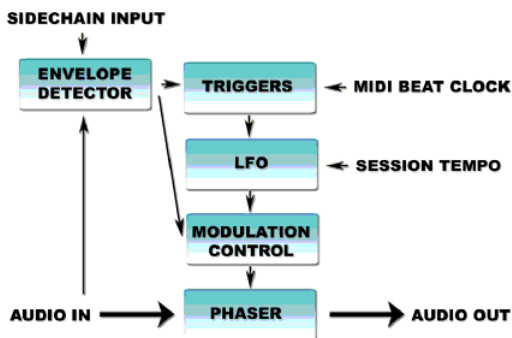 SIDECHAIN INPUT
ENVELOPE
DETECTOR
TRIGGERS
MIDI BEAT CLOCK
LFO
SESSION TEMPO
MODULATION
CONTROL
AUDIO IN
PHASER
AUDIO OUT